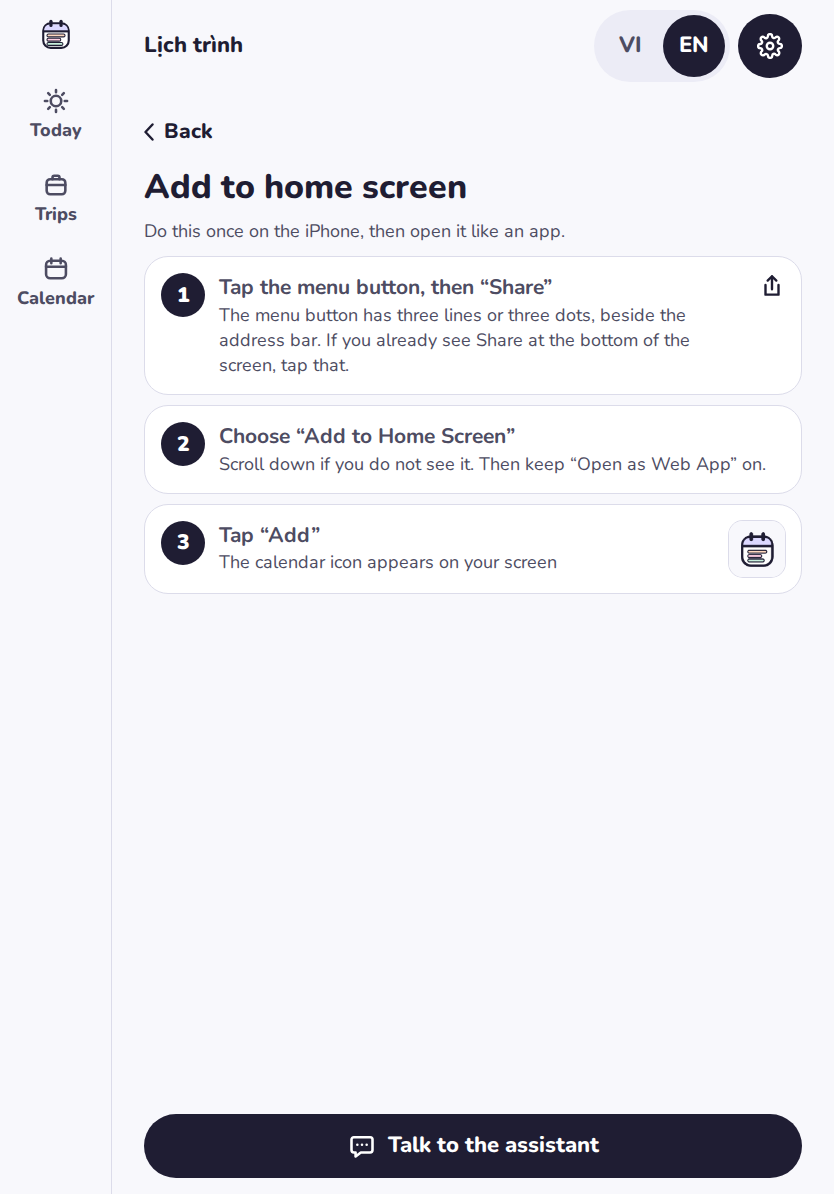 Lịch trình
VI
EN
Today
Trips
Calendar
Back
Add to home screen
Do this once on the iPhone, then open it like an app.
1
Tap the menu button, then “Share”
The menu button has three lines or three dots, beside the
address bar. If you already see Share at the bottom of the
screen, tap that.
2
Choose “Add to Home Screen”
Scroll down if you do not see it. Then keep “Open as Web App” on.
3
Tap “Add”
The calendar icon appears on your screen
Talk to the assistant